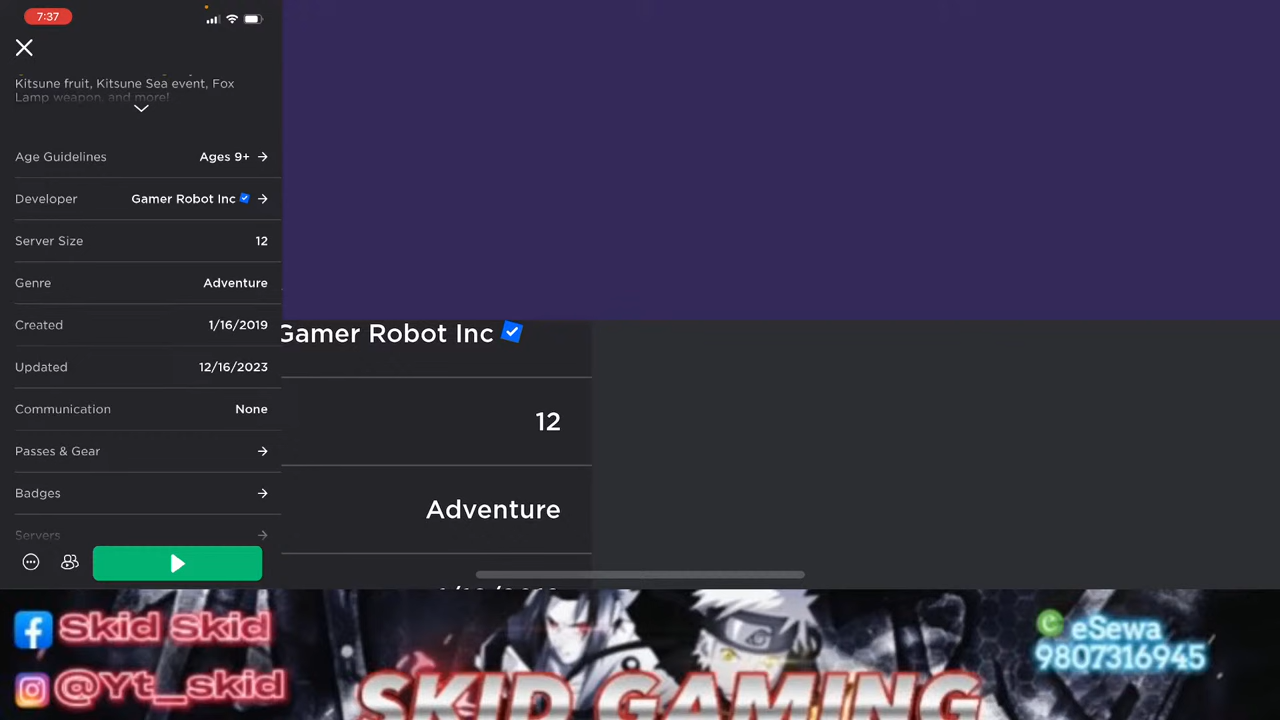 7:37
Kitsune fruit, Kitsune Sea event, Fox
Lamp weapon, and more!
Age Guidelines Ages 9+
Developer Gamer Robot Inc
Server Size 12
Genre Adventure
Created 1/16/2019
Updated 12/16/2023
Communication None
Passes & Gear
Badges
Servers
Gamer Robot Inc
12
Adventure
Skid Skid
@Yt_skid
SKID GAMING
eSewa
9807316945